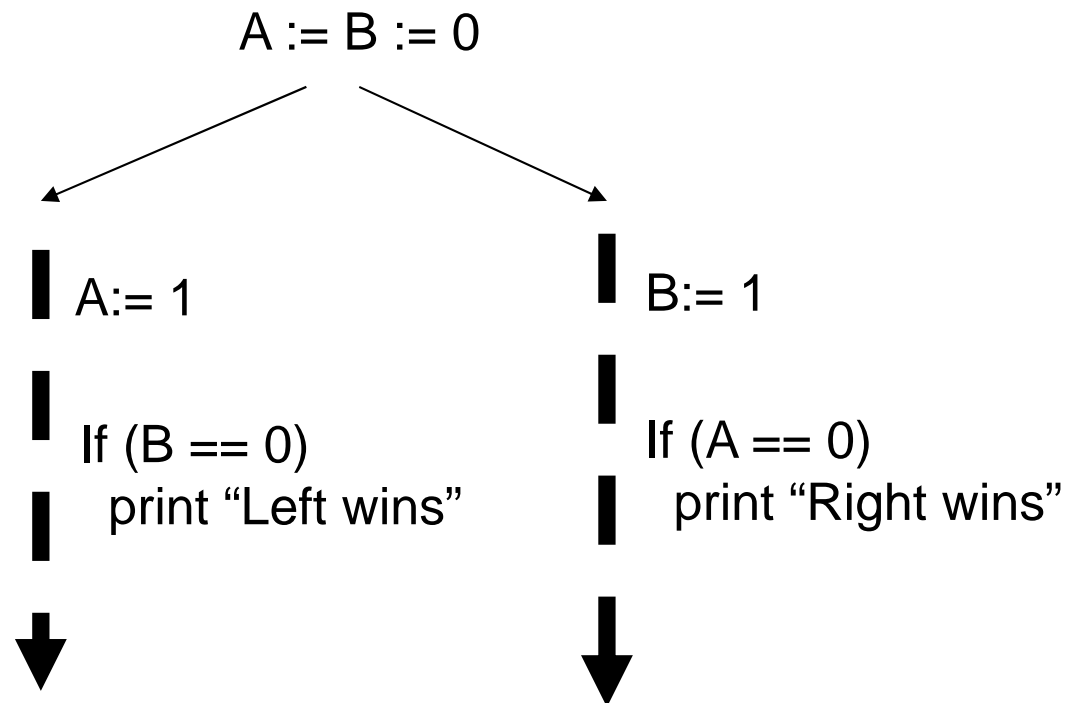 A := B := 0
A:= 1
If (B == 0)
print “Left wins”
B:= 1
If (A == 0)
print “Right wins”